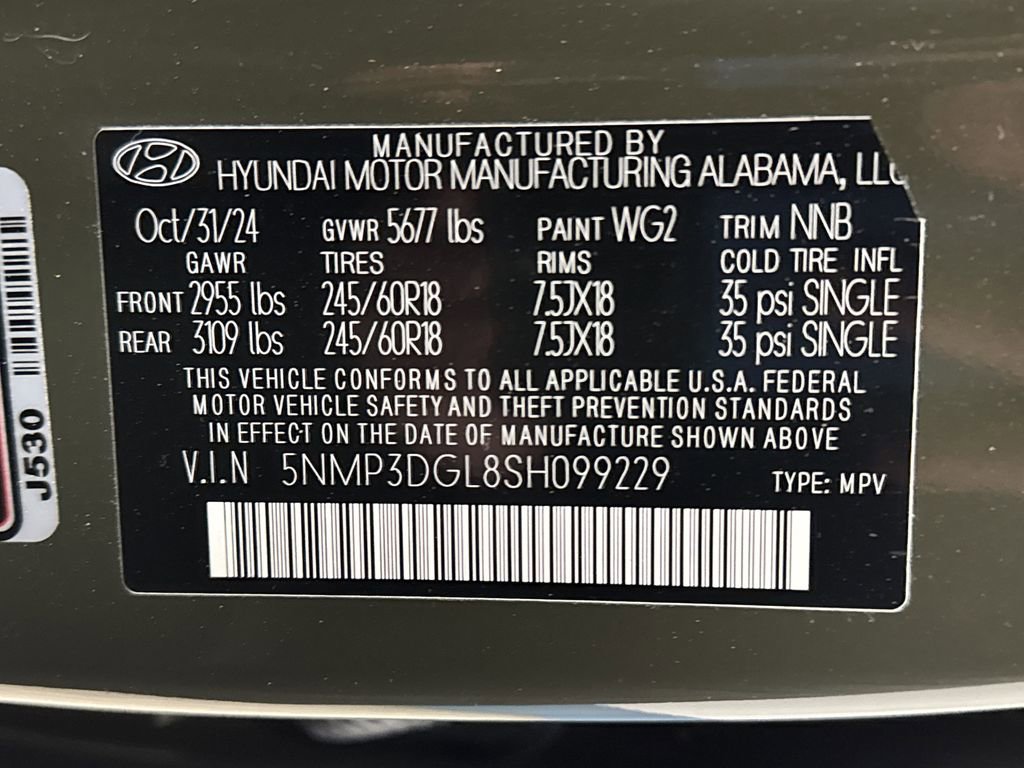 MANUFACTURED BY
HYUNDAI MOTOR MANUFACTURING ALABAMA, LLC
Oct/31/24 GVWR 5677 lbs PAINT WG2 TRIM NNB
GAWR TIRES RIMS COLD TIRE INFL
FRONT 2955 lbs 245/60R18 7.5JX18 35 psi SINGLE
REAR 3109 lbs 245/60R18 7.5JX18 35 psi SINGLE
THIS VEHICLE CONFORMS TO ALL APPLICABLE U.S.A. FEDERAL
MOTOR VEHICLE SAFETY AND THEFT PREVENTION STANDARDS
IN EFFECT ON THE DATE OF MANUFACTURE SHOWN ABOVE
V.I.N 5NMP3DGL8SH099229 TYPE: MPV
J530